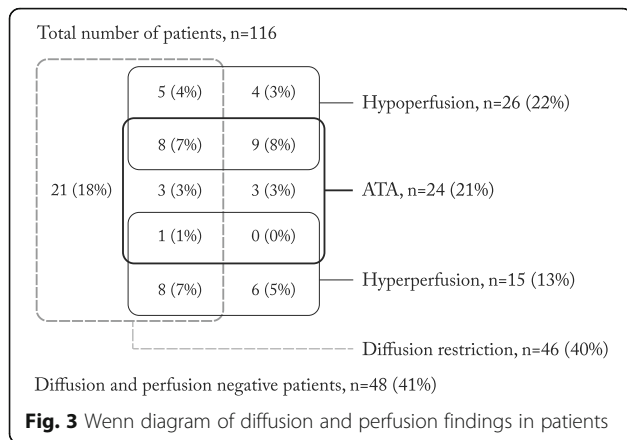 Total number of patients, n=116
5 (4%) 4 (3%)
Hypoperfusion, n=26 (22%)
8 (7%) 9 (8%)
21 (18%) 3 (3%) 3 (3%) ATA, n=24 (21%)
1 (1%) 0 (0%)
Hyperperfusion, n=15 (13%)
8 (7%) 6 (5%)
Diffusion restriction, n=46 (40%)
Diffusion and perfusion negative patients, n=48 (41%)
Fig. 3 Wenn diagram of diffusion and perfusion findings in patients